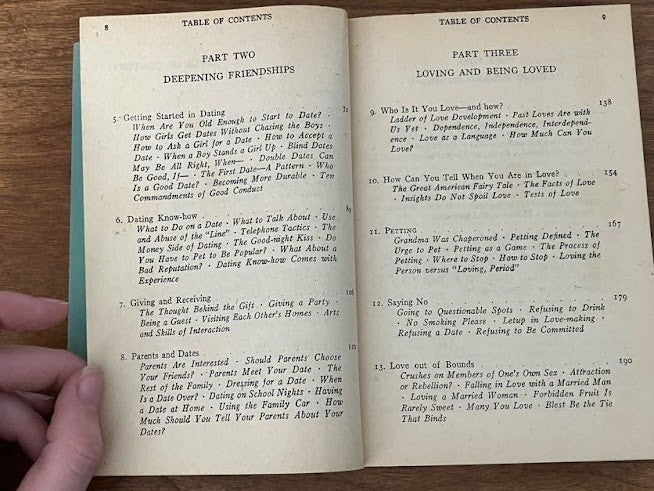 8
TABLE OF CONTENTS
PART TWO
DEEPENING FRIENDSHIPS
5. Getting Started in Dating
When Are You Old Enough to Start to Date? ·
How Girls Get Dates Without Chasing the Boys ·
How to Ask a Girl for a Date · How to Accept a
Date · When a Boy Stands a Girl Up · Blind Dates
May Be All Right, When— · Double Dates Can
Be Good, If— · The First Date—A Pattern · Who
Is a Good Date? · Becoming More Durable · Ten
Commandments of Good Conduct
6. Dating Know-how
What to Do on a Date · What to Talk About · Use
and Abuse of the "Line" · Telephone Tactics · The
Money Side of Dating · The Good-night Kiss · Do
You Have to Pet to Be Popular? · What About a
Bad Reputation? · Dating Know-how Comes with
Experience
7. Giving and Receiving
The Thought Behind the Gift · Giving a Party ·
Being a Guest · Visiting Each Other's Homes · Arts
and Skills of Interaction
8. Parents and Dates
Parents Are Interested · Should Parents Choose
Your Friends? · Parents Meet Your Date · The
Rest of the Family · Dressing for a Date · When
Is a Date Over? · Dating on School Nights · Having
a Date at Home · Using the Family Car · How
Much Should You Tell Your Parents About Your
Dates?
TABLE OF CONTENTS
9
PART THREE
LOVING AND BEING LOVED
9. Who Is It You Love—and how? 138
Ladder of Love Development · Past Loves Are with
Us Yet · Dependence, Independence, Interdepend-
ence · Love as a Language · How Much Can You
Love?
10. How Can You Tell When You Are in Love? 154
The Great American Fairy Tale · The Facts of Love
· Insights Do Not Spoil Love · Tests of Love
11. PETTING 167
Grandma Was Chaperoned · Petting Defined · The
Urge to Pet · Petting as a Game · The Process of
Petting · Where to Stop · How to Stop · Loving the
Person versus "Loving, Period"
12. Saying No 179
Going to Questionable Spots · Refusing to Drink
· No Smoking Please · Letup in Love-making ·
Refusing a Date · Refusing to Be Committed
13. Love out of Bounds 190
Crushes on Members of One's Own Sex · Attraction
or Rebellion? · Falling in Love with a Married Man
· Loving a Married Woman · Forbidden Fruit Is
Rarely Sweet · Many You Love · Blest Be the Tie
That Binds